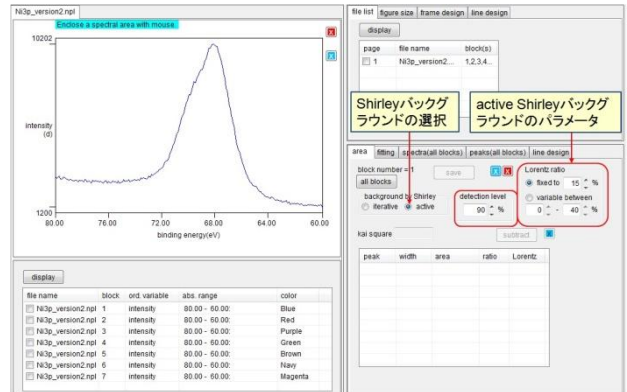 Ni3p_version2.npl
Enclose a spectral area with mouse.
10202
intensity
(d)
1200
80.00 76.00 72.00 68.00 64.00 60.00
binding energy(eV)
display
file name block ord. variable abs. range color
Ni3p_version2.npl 1 intensity 80.00 - 60.00: Blue
Ni3p_version2.npl 2 intensity 80.00 - 60.00: Red
Ni3p_version2.npl 3 intensity 80.00 - 60.00: Purple
Ni3p_version2.npl 4 intensity 80.00 - 60.00: Green
Ni3p_version2.npl 5 intensity 80.00 - 60.00: Brown
Ni3p_version2.npl 6 intensity 80.00 - 60.00: Navy
Ni3p_version2.npl 7 intensity 80.00 - 60.00: Magenta
file list figure size frame design line design
display
page file name block(s)
1 Ni3p_version2... 1,2,3,4...
Shirleyバックグ
ラウンドの選択
active Shirleyバックグ
ラウンドのパラメータ
area fitting spectra(all blocks) peaks(all blocks) line design
block number = 1 save X X Lorentz ratio
all blocks fixed to 15 %
background by Shirley detection level variable between
iterative active 90 % 0 - 40 %
kai square subtract
peak width area ratio Lorentz